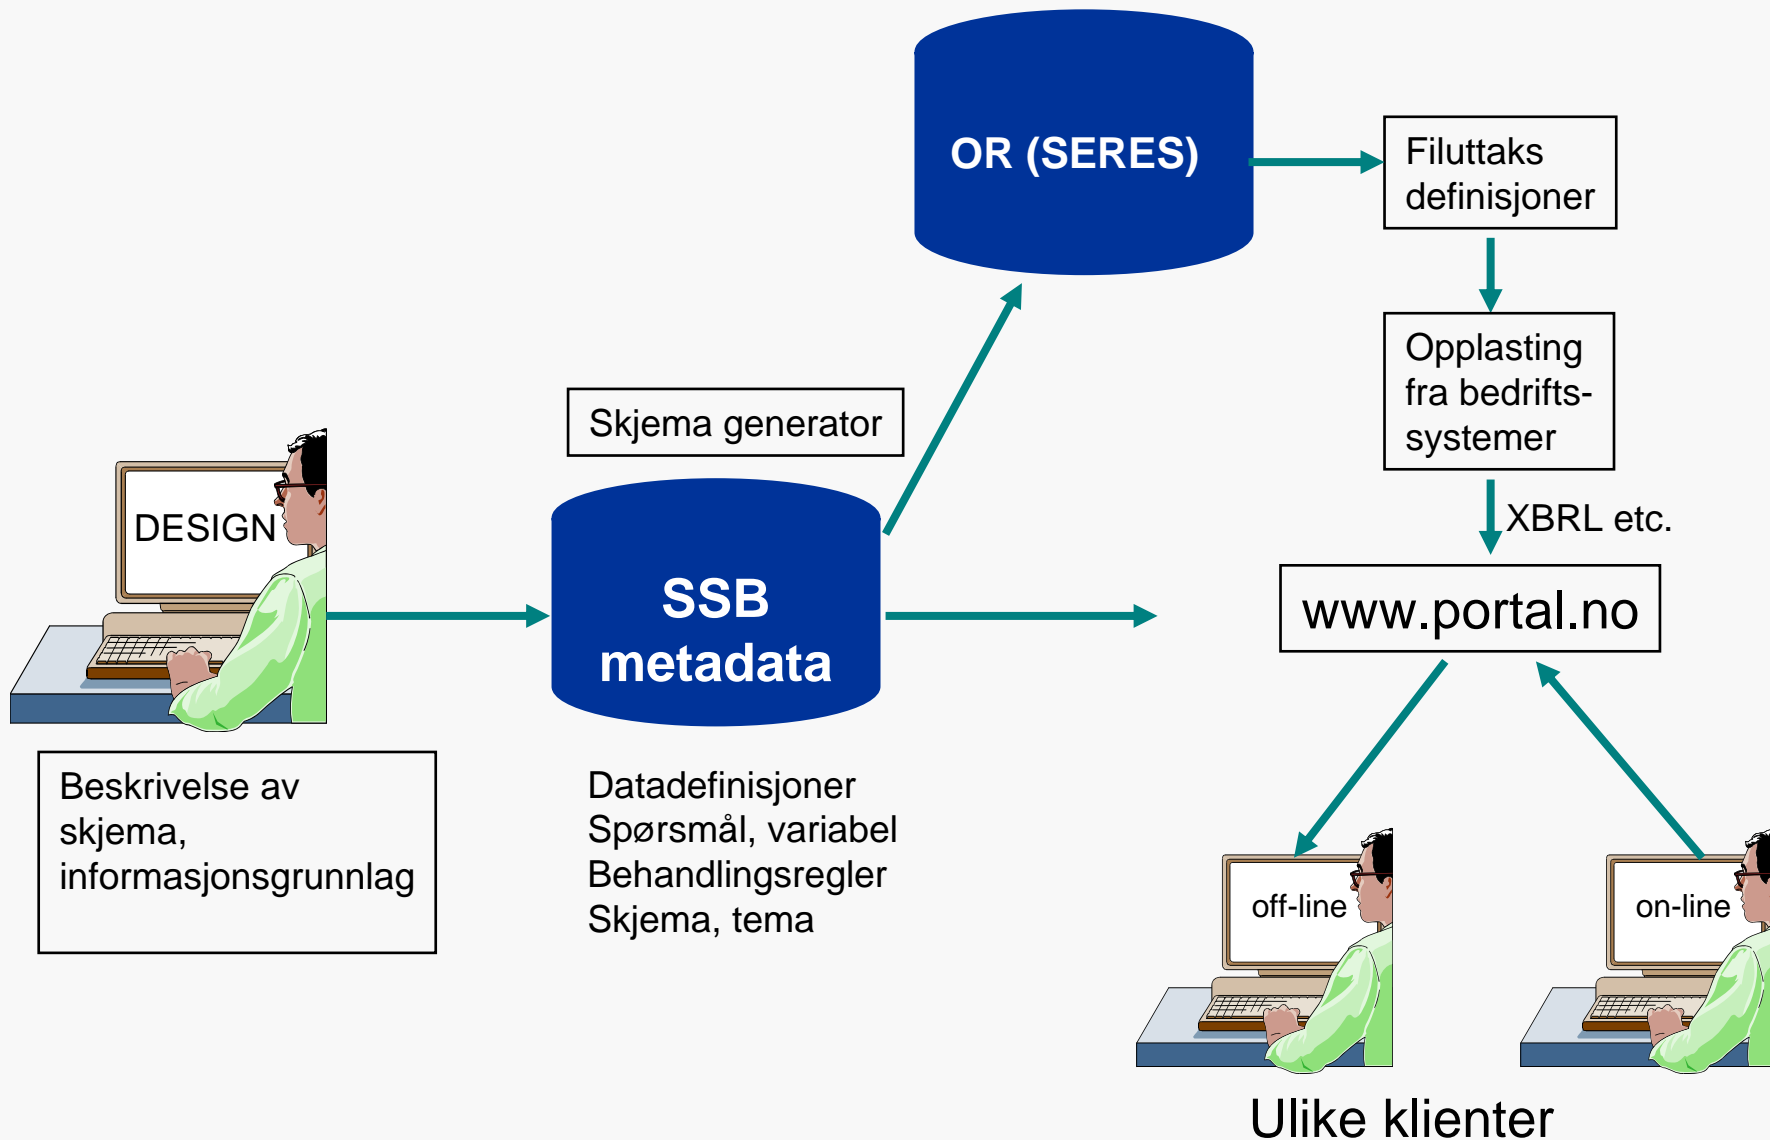 OR (SERES)
Filuttaks
definisjoner
Opplasting
fra bedrifts-
systemer
XBRL etc.
Skjema generator
DESIGN
SSB
metadata
www.portal.no
Beskrivelse av
skjema,
informasjonsgrunnlag
Datadefinisjoner
Spørsmål, variabel
Behandlingsregler
Skjema, tema
off-line
on-line
Ulike klienter